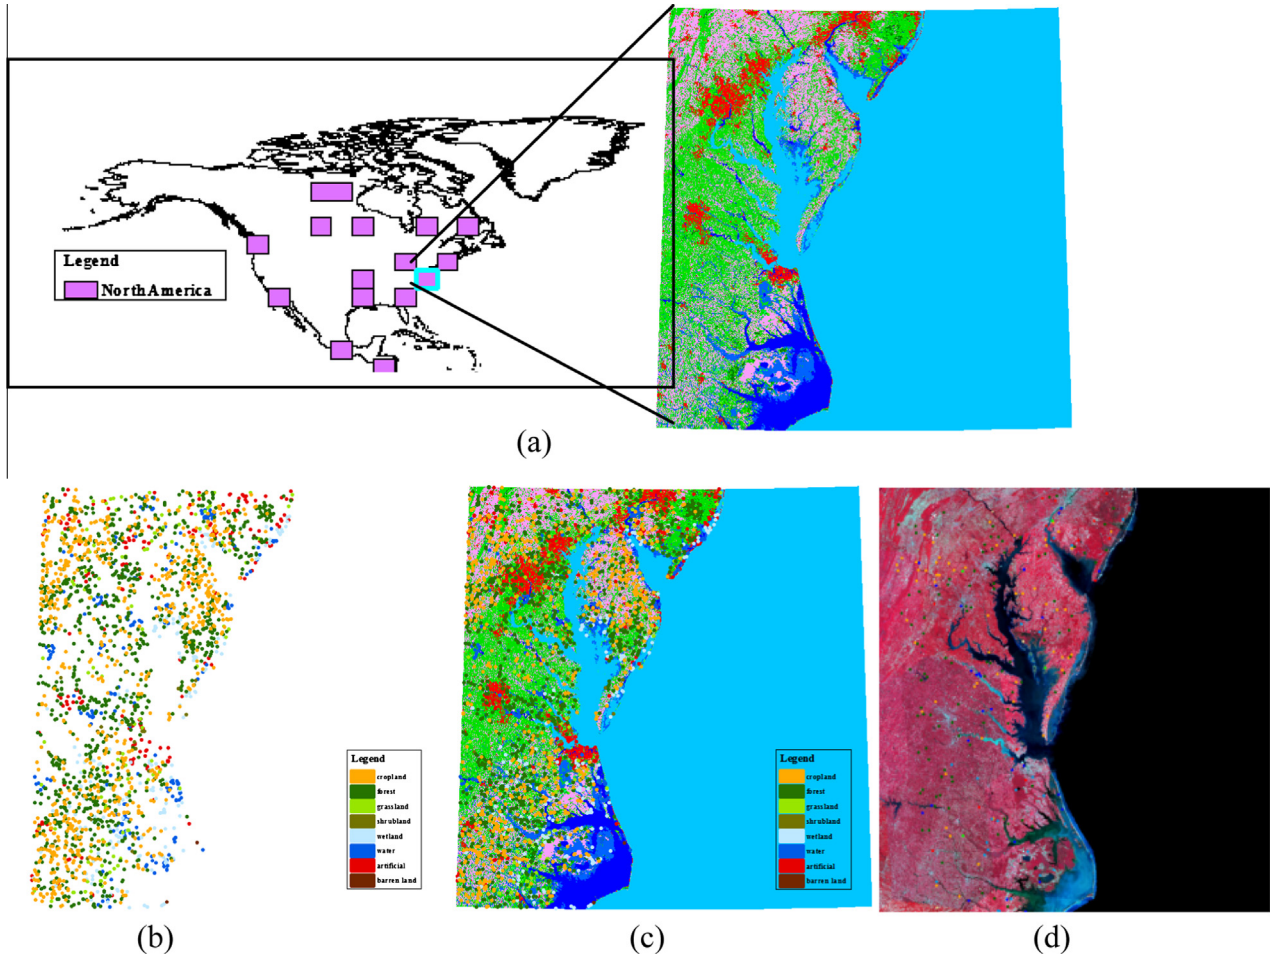 Legend
North America
(a)
Legend
cropland
forest
grassland
shrubland
wetland
water
artificial
barren land
Legend
cropland
forest
grassland
shrubland
wetland
water
artificial
barren land
(b)
(c)
(d)